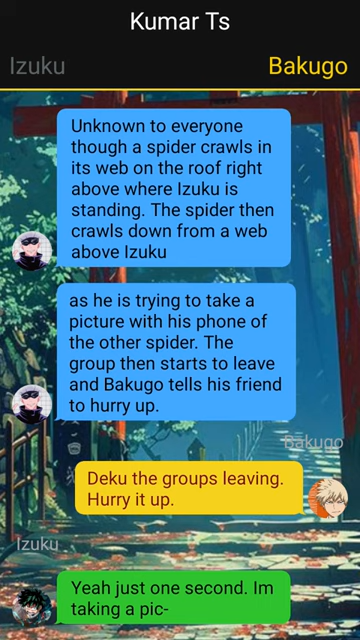 Kumar Ts
Izuku
Bakugo
Unknown to everyone
though a spider crawls in
its web on the roof right
above where Izuku is
standing. The spider then
crawls down from a web
above Izuku
as he is trying to take a
picture with his phone of
the other spider. The
group then starts to leave
and Bakugo tells his friend
to hurry up.
Bakugo
Deku the groups leaving.
Hurry it up.
Izuku
Yeah just one second. Im
taking a pic-